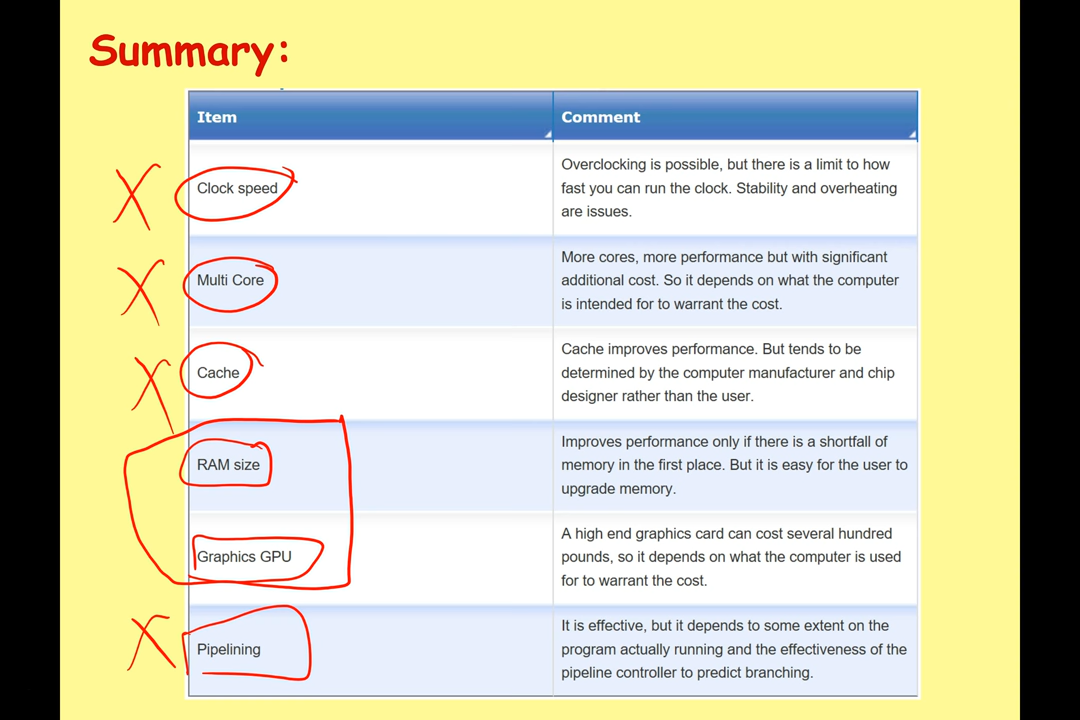 Summary:
Item
Comment
Clock speed
Overclocking is possible, but there is a limit to how
fast you can run the clock. Stability and overheating
are issues.
Multi Core
More cores, more performance but with significant
additional cost. So it depends on what the computer
is intended for to warrant the cost.
Cache
Cache improves performance. But tends to be
determined by the computer manufacturer and chip
designer rather than the user.
RAM size
Improves performance only if there is a shortfall of
memory in the first place. But it is easy for the user to
upgrade memory.
Graphics GPU
A high end graphics card can cost several hundred
pounds, so it depends on what the computer is used
for to warrant the cost.
Pipelining
It is effective, but it depends to some extent on the
program actually running and the effectiveness of the
pipeline controller to predict branching.